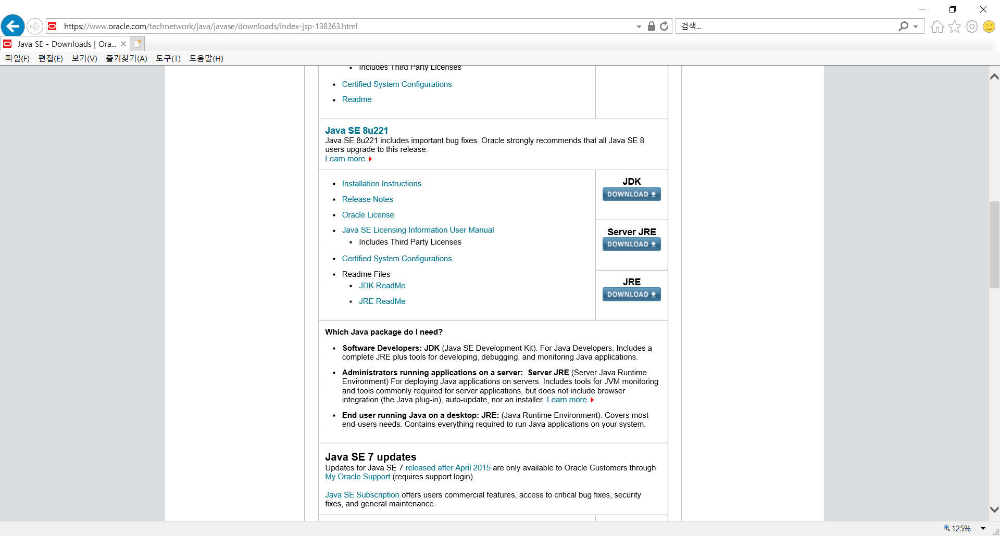 https://www.oracle.com/technetwork/java/javase/downloads/index-jsp-138363.html
검색...
Java SE - Downloads | Ora...
파일(F) 편집(E) 보기(V) 즐겨찾기(A) 도구(T) 도움말(H)
Includes Third Party Licenses
Certified System Configurations
Readme
Java SE 8u221
Java SE 8u221 includes important bug fixes. Oracle strongly recommends that all Java SE 8
users upgrade to this release.
Learn more
Installation Instructions
Release Notes
Oracle License
Java SE Licensing Information User Manual
Includes Third Party Licenses
Certified System Configurations
Readme Files
JDK ReadMe
JRE ReadMe
JDK
DOWNLOAD
Server JRE
DOWNLOAD
JRE
DOWNLOAD
Which Java package do I need?
Software Developers: JDK (Java SE Development Kit). For Java Developers. Includes a
complete JRE plus tools for developing, debugging, and monitoring Java applications.
Administrators running applications on a server: Server JRE (Server Java Runtime
Environment) For deploying Java applications on servers. Includes tools for JVM monitoring
and tools commonly required for server applications, but does not include browser
integration (the Java plug-in), auto-update, nor an installer. Learn more
End user running Java on a desktop: JRE: (Java Runtime Environment). Covers most
end-users needs. Contains everything required to run Java applications on your system.
Java SE 7 updates
Updates for Java SE 7 released after April 2015 are only available to Oracle Customers through
My Oracle Support (requires support login).
Java SE Subscription offers users commercial features, access to critical bug fixes, security
fixes, and general maintenance.
125%